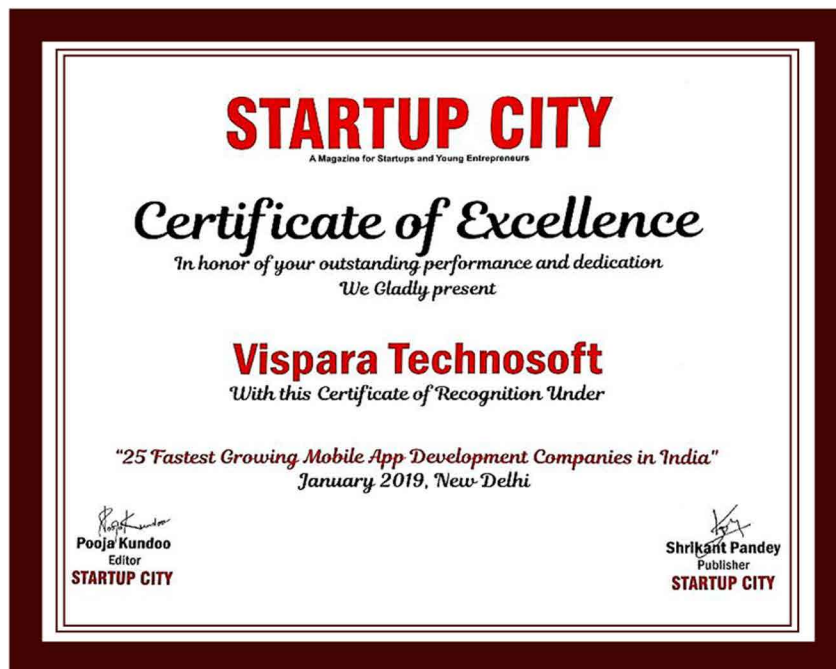 STARTUP CITY
A Magazine for Startups and Young Entrepreneurs
Certificate of Excellence
In honor of your outstanding performance and dedication
We Gladly present
Vispara Technosoft
With this Certificate of Recognition Under
"25 Fastest Growing Mobile App Development Companies in India"
January 2019, New Delhi
Pooja Kundoo
Pooja Kundoo
Editor
STARTUP CITY
Shrikant Pandey
Publisher
STARTUP CITY